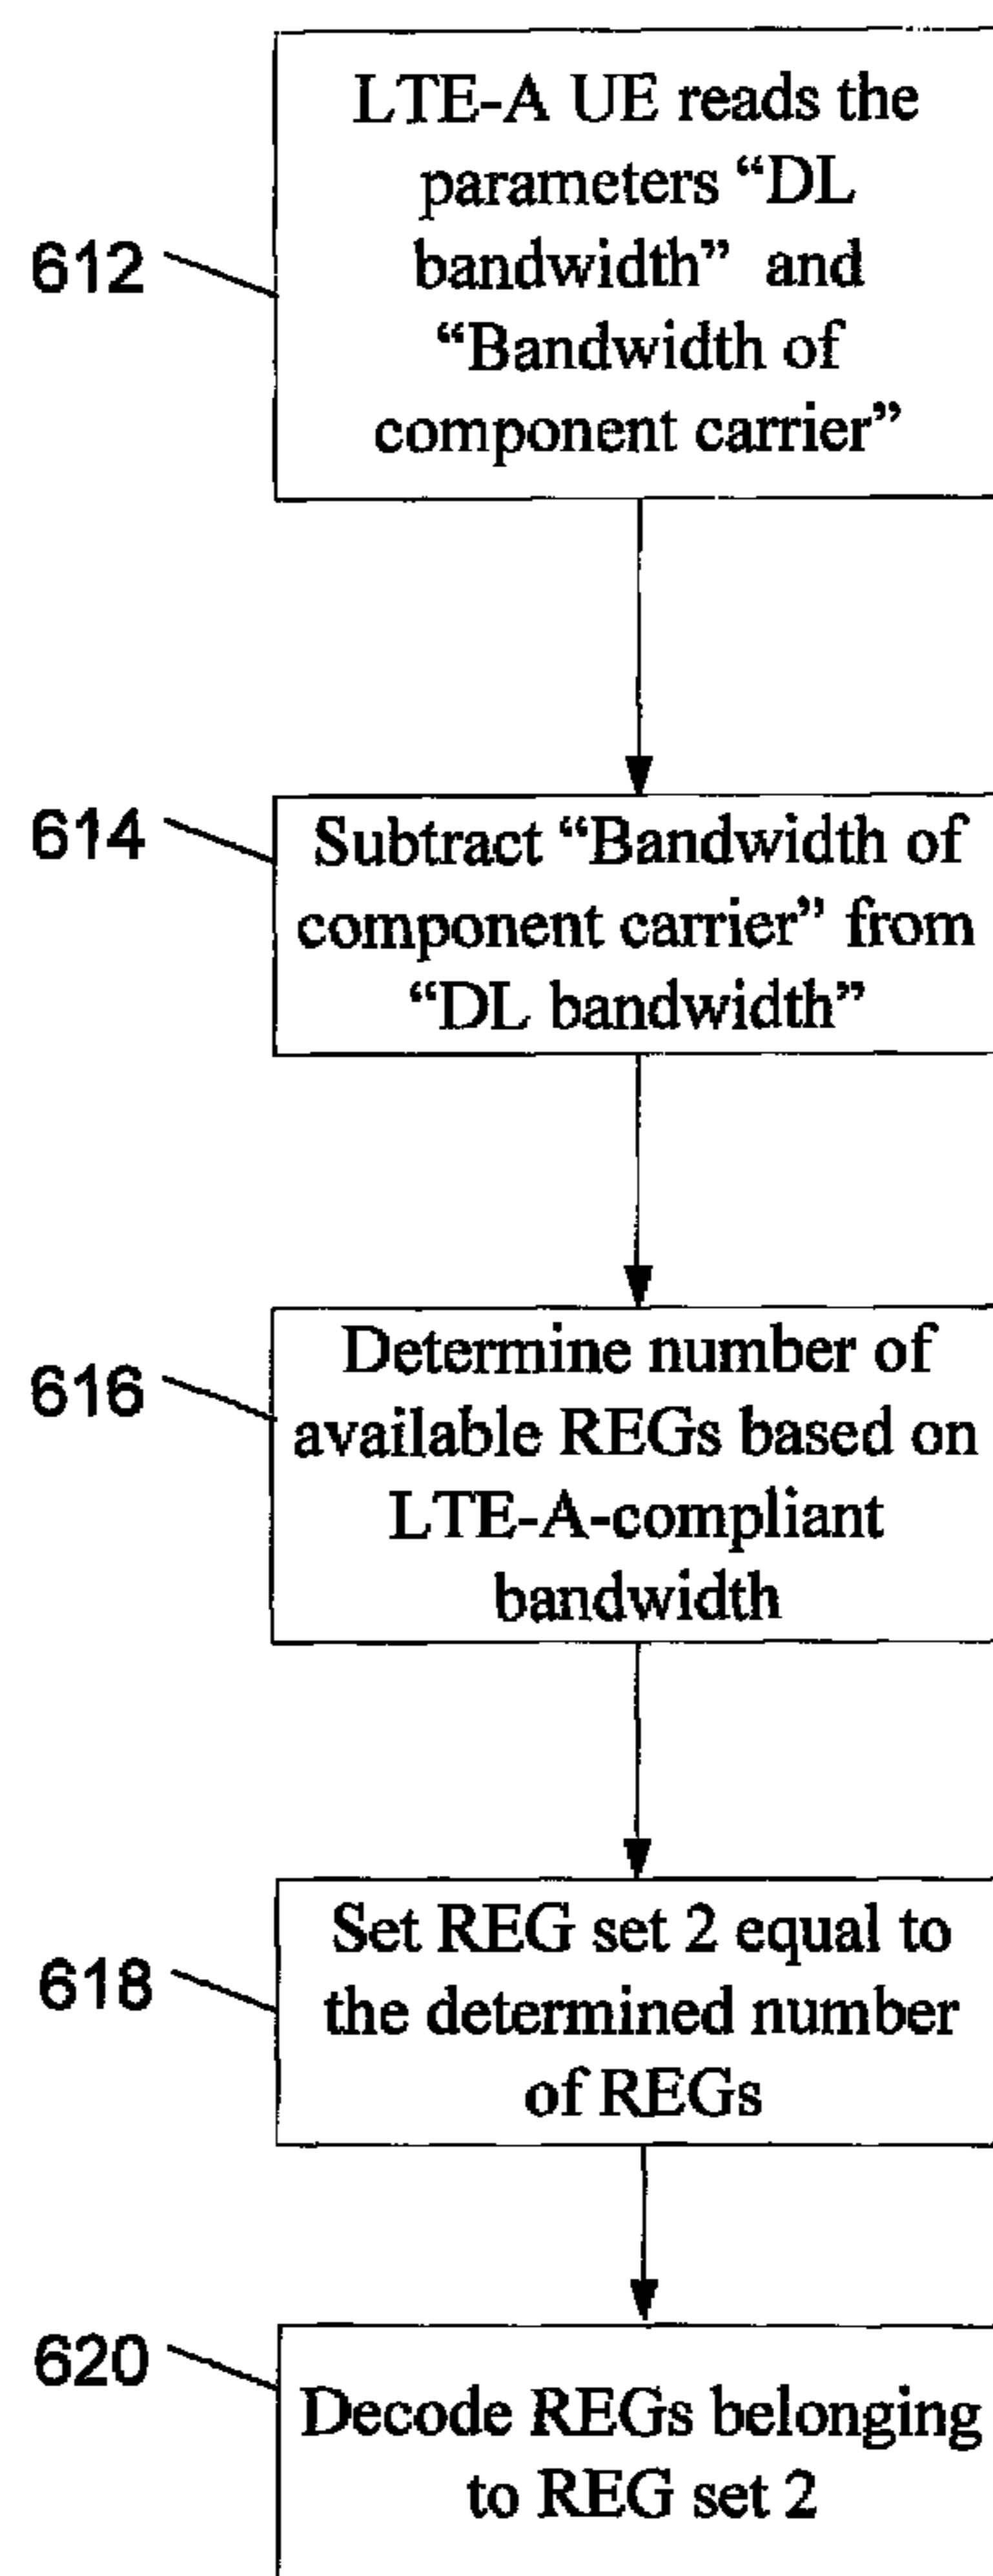 LTE-A UE reads the
parameters “DL
612
bandwidth” and
“Bandwidth of
component carrier”
614
Subtract “Bandwidth of
component carrier” from
“DL bandwidth”
Determine number of
616
available REGs based on
LTE-A-compliant
bandwidth
Set REG set 2 equal to
618
the determined number
of REGs
620
Decode REGs belonging
to REG set 2